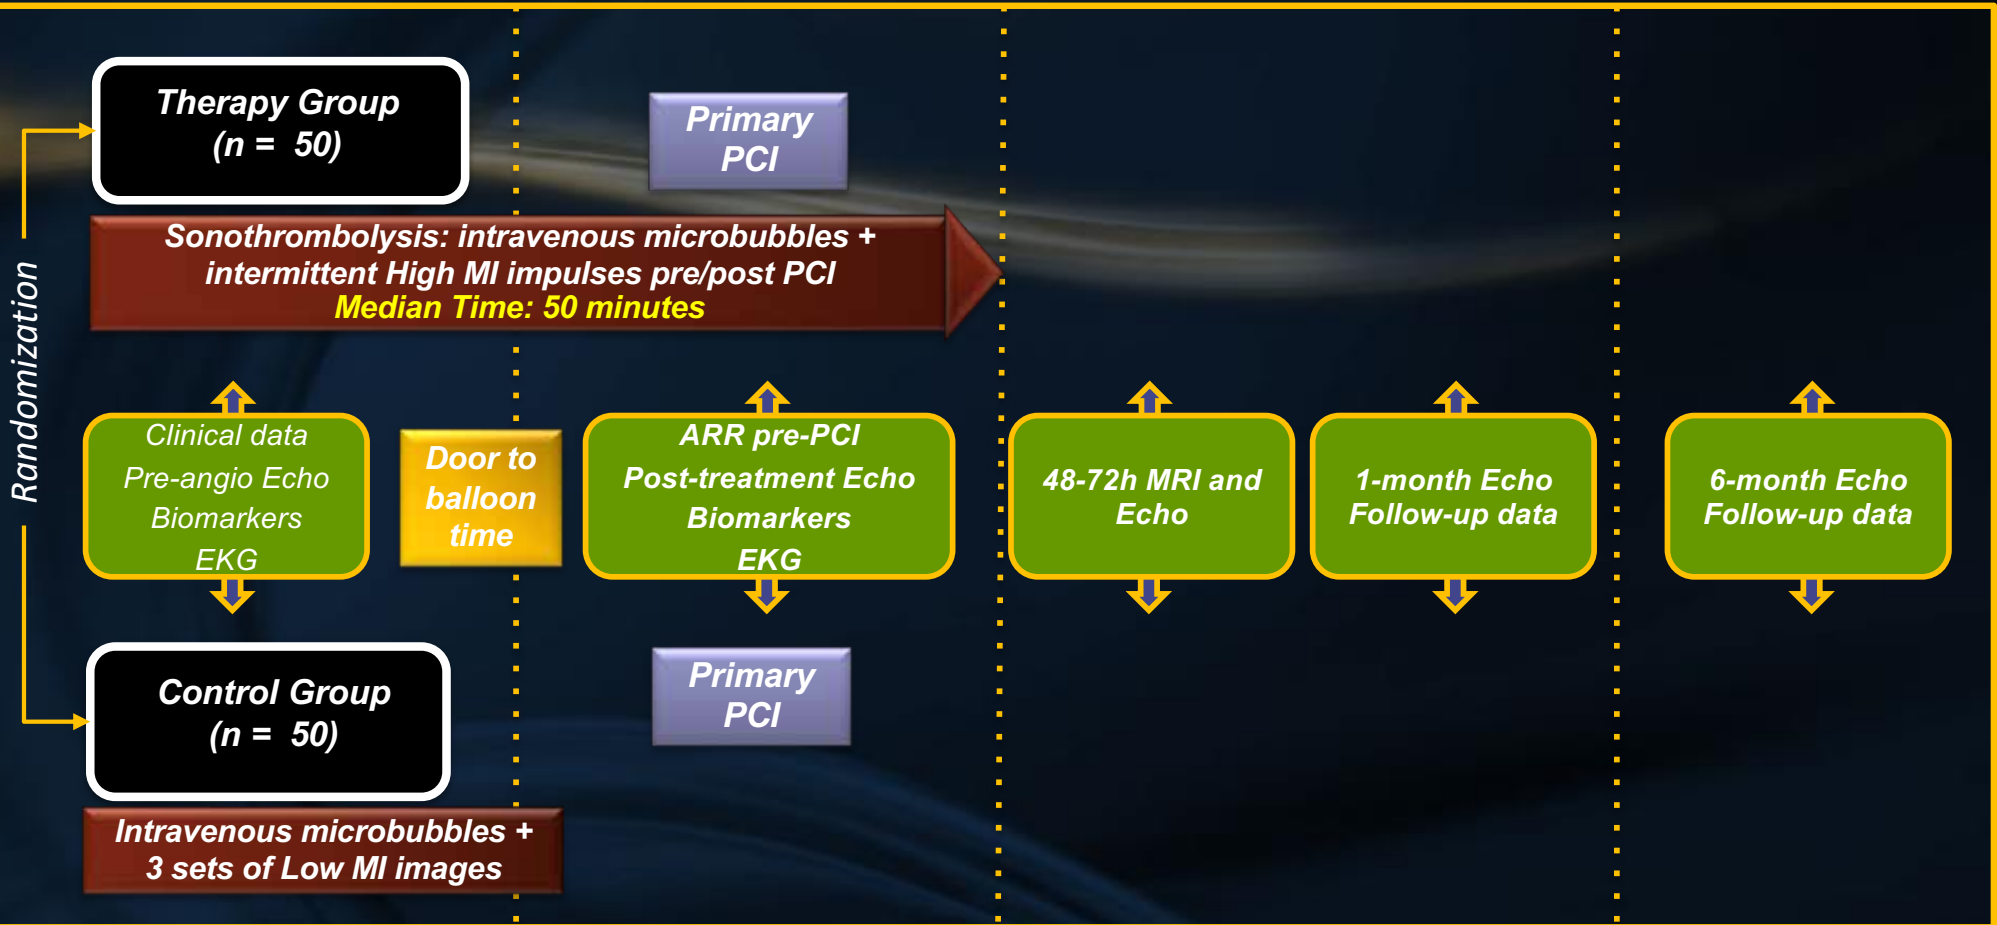 Randomization
Therapy Group
(n =  50)
Primary
PCI
Sonothrombolysis: intravenous microbubbles +
intermittent High MI impulses pre/post PCI
Median Time: 50 minutes
Clinical data
Pre-angio Echo
Biomarkers
EKG
Door to
balloon
time
ARR pre-PCI
Post-treatment Echo
Biomarkers
EKG
48-72h MRI and
Echo
1-month Echo
Follow-up data
6-month Echo
Follow-up data
Control Group
(n =  50)
Primary
PCI
Intravenous microbubbles +
3 sets of Low MI images